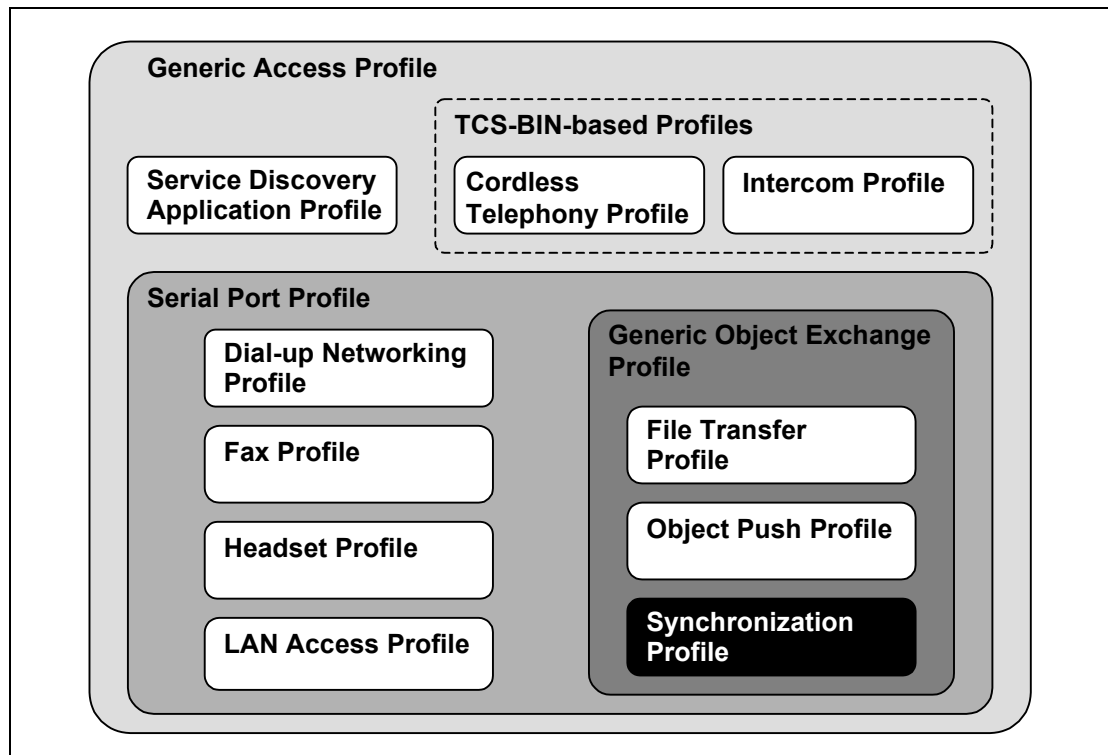 Generic Access Profile
TCS-BIN-based Profiles
Service Discovery
Application Profile
Cordless
Telephony Profile
Intercom Profile
Serial Port Profile
Dial-up Networking
Profile
Fax Profile
Headset Profile
LAN Access Profile
Generic Object Exchange
Profile
File Transfer
Profile
Object Push Profile
Synchronization
Profile